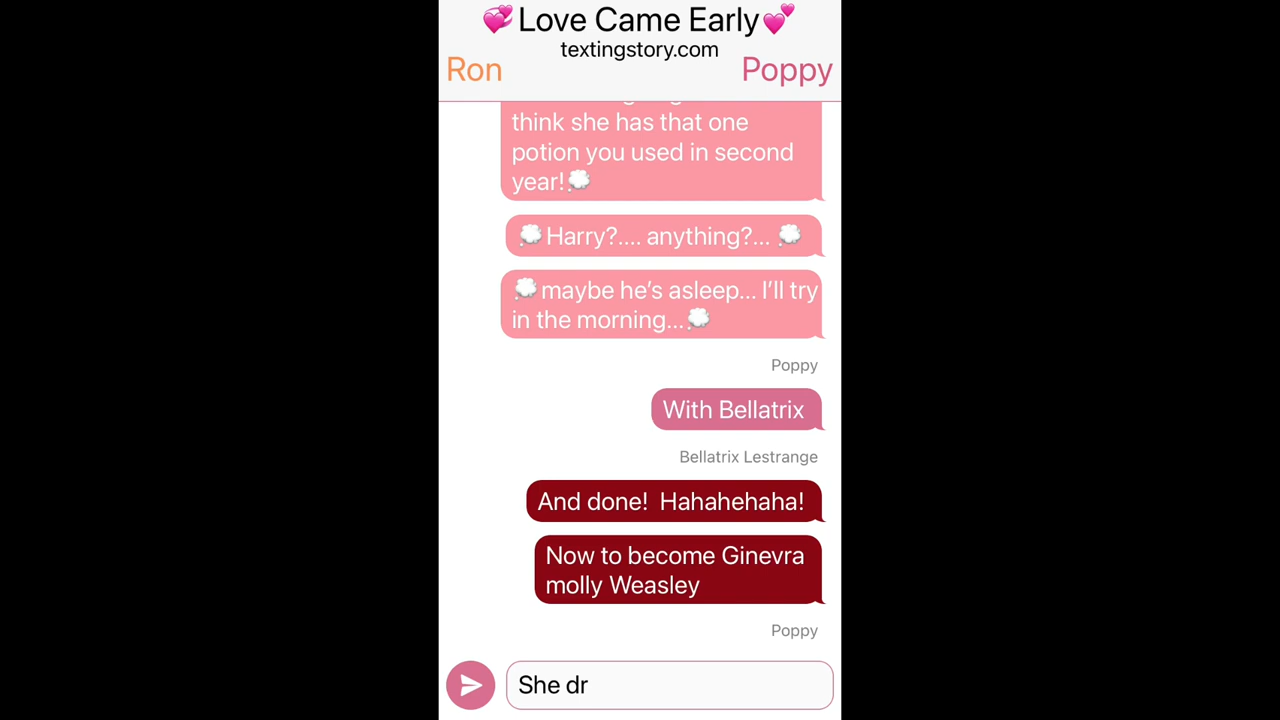 💞Love Came Early💕
textingstory.com
Ron
Poppy
think she has that one
potion you used in second
year!💭
💭Harry?.... anything?... 💭
💭maybe he's asleep... I'll try
in the morning...💭
Poppy
With Bellatrix
Bellatrix Lestrange
And done!  Hahahehaha!
Now to become Ginevra
molly Weasley
Poppy
She dr